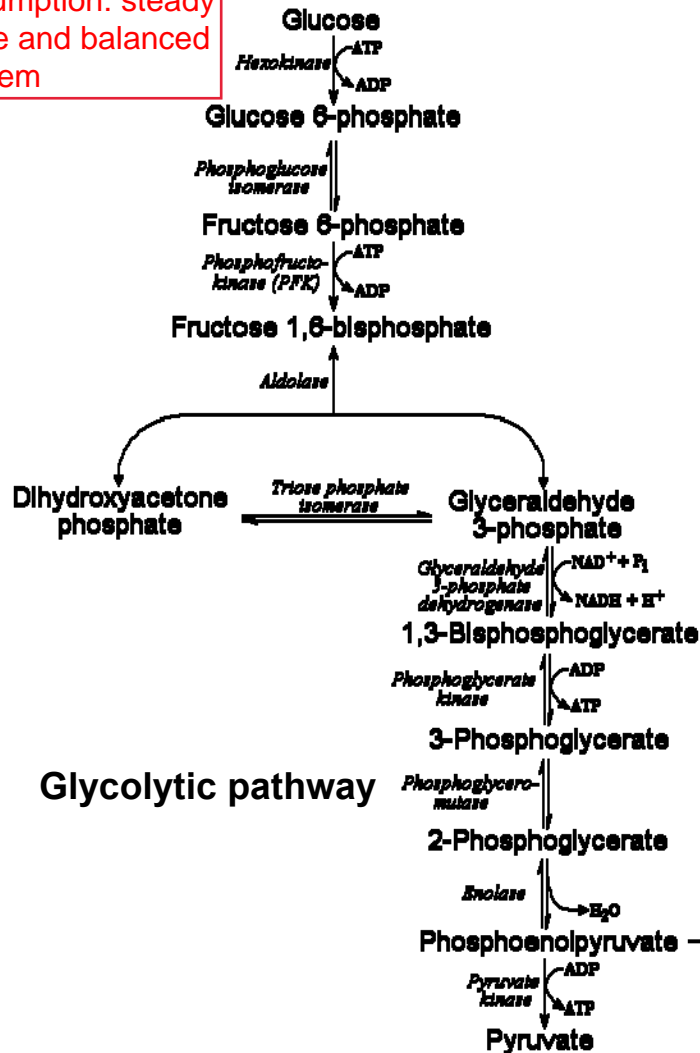 umption: steady
e and balanced
em
Glucose
Hexokinase
ATP
ADP
Glucose 6-phosphate
Phosphoglucose
isomerase
Fructose 6-phosphate
Phosphofructo-
kinase (PFK)
ATP
ADP
Fructose 1,6-bisphosphate
Aldolase
Dihydroxyacetone
phosphate
Triose phosphate
isomerase
Glyceraldehyde
3-phosphate
Glyceraldehyde
3-phosphate
dehydrogenase
NAD⁺ + Pi
NADH + H⁺
1,3-Bisphosphoglycerate
Phosphoglycerate
kinase
ADP
ATP
3-Phosphoglycerate
Glycolytic pathway
Phosphoglycero-
mutase
2-Phosphoglycerate
Enolase
H₂O
Phosphoenolpyruvate
Pyruvate
kinase
ADP
ATP
Pyruvate